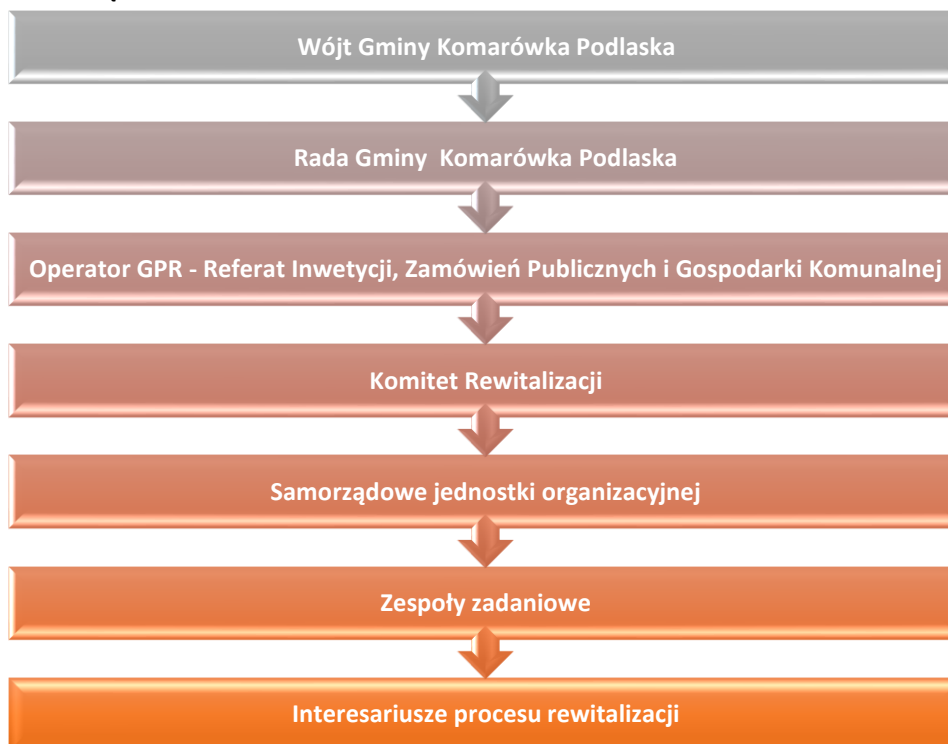 Wójt Gminy Komarówka Podlaska
Rada Gminy Komarówka Podlaska
Operator GPR - Referat Inwetycji, Zamówień Publicznych i Gospodarki Komunalnej
Komitet Rewitalizacji
Samorządowe jednostki organizacyjnej
Zespoły zadaniowe
Interesariusze procesu rewitalizacji